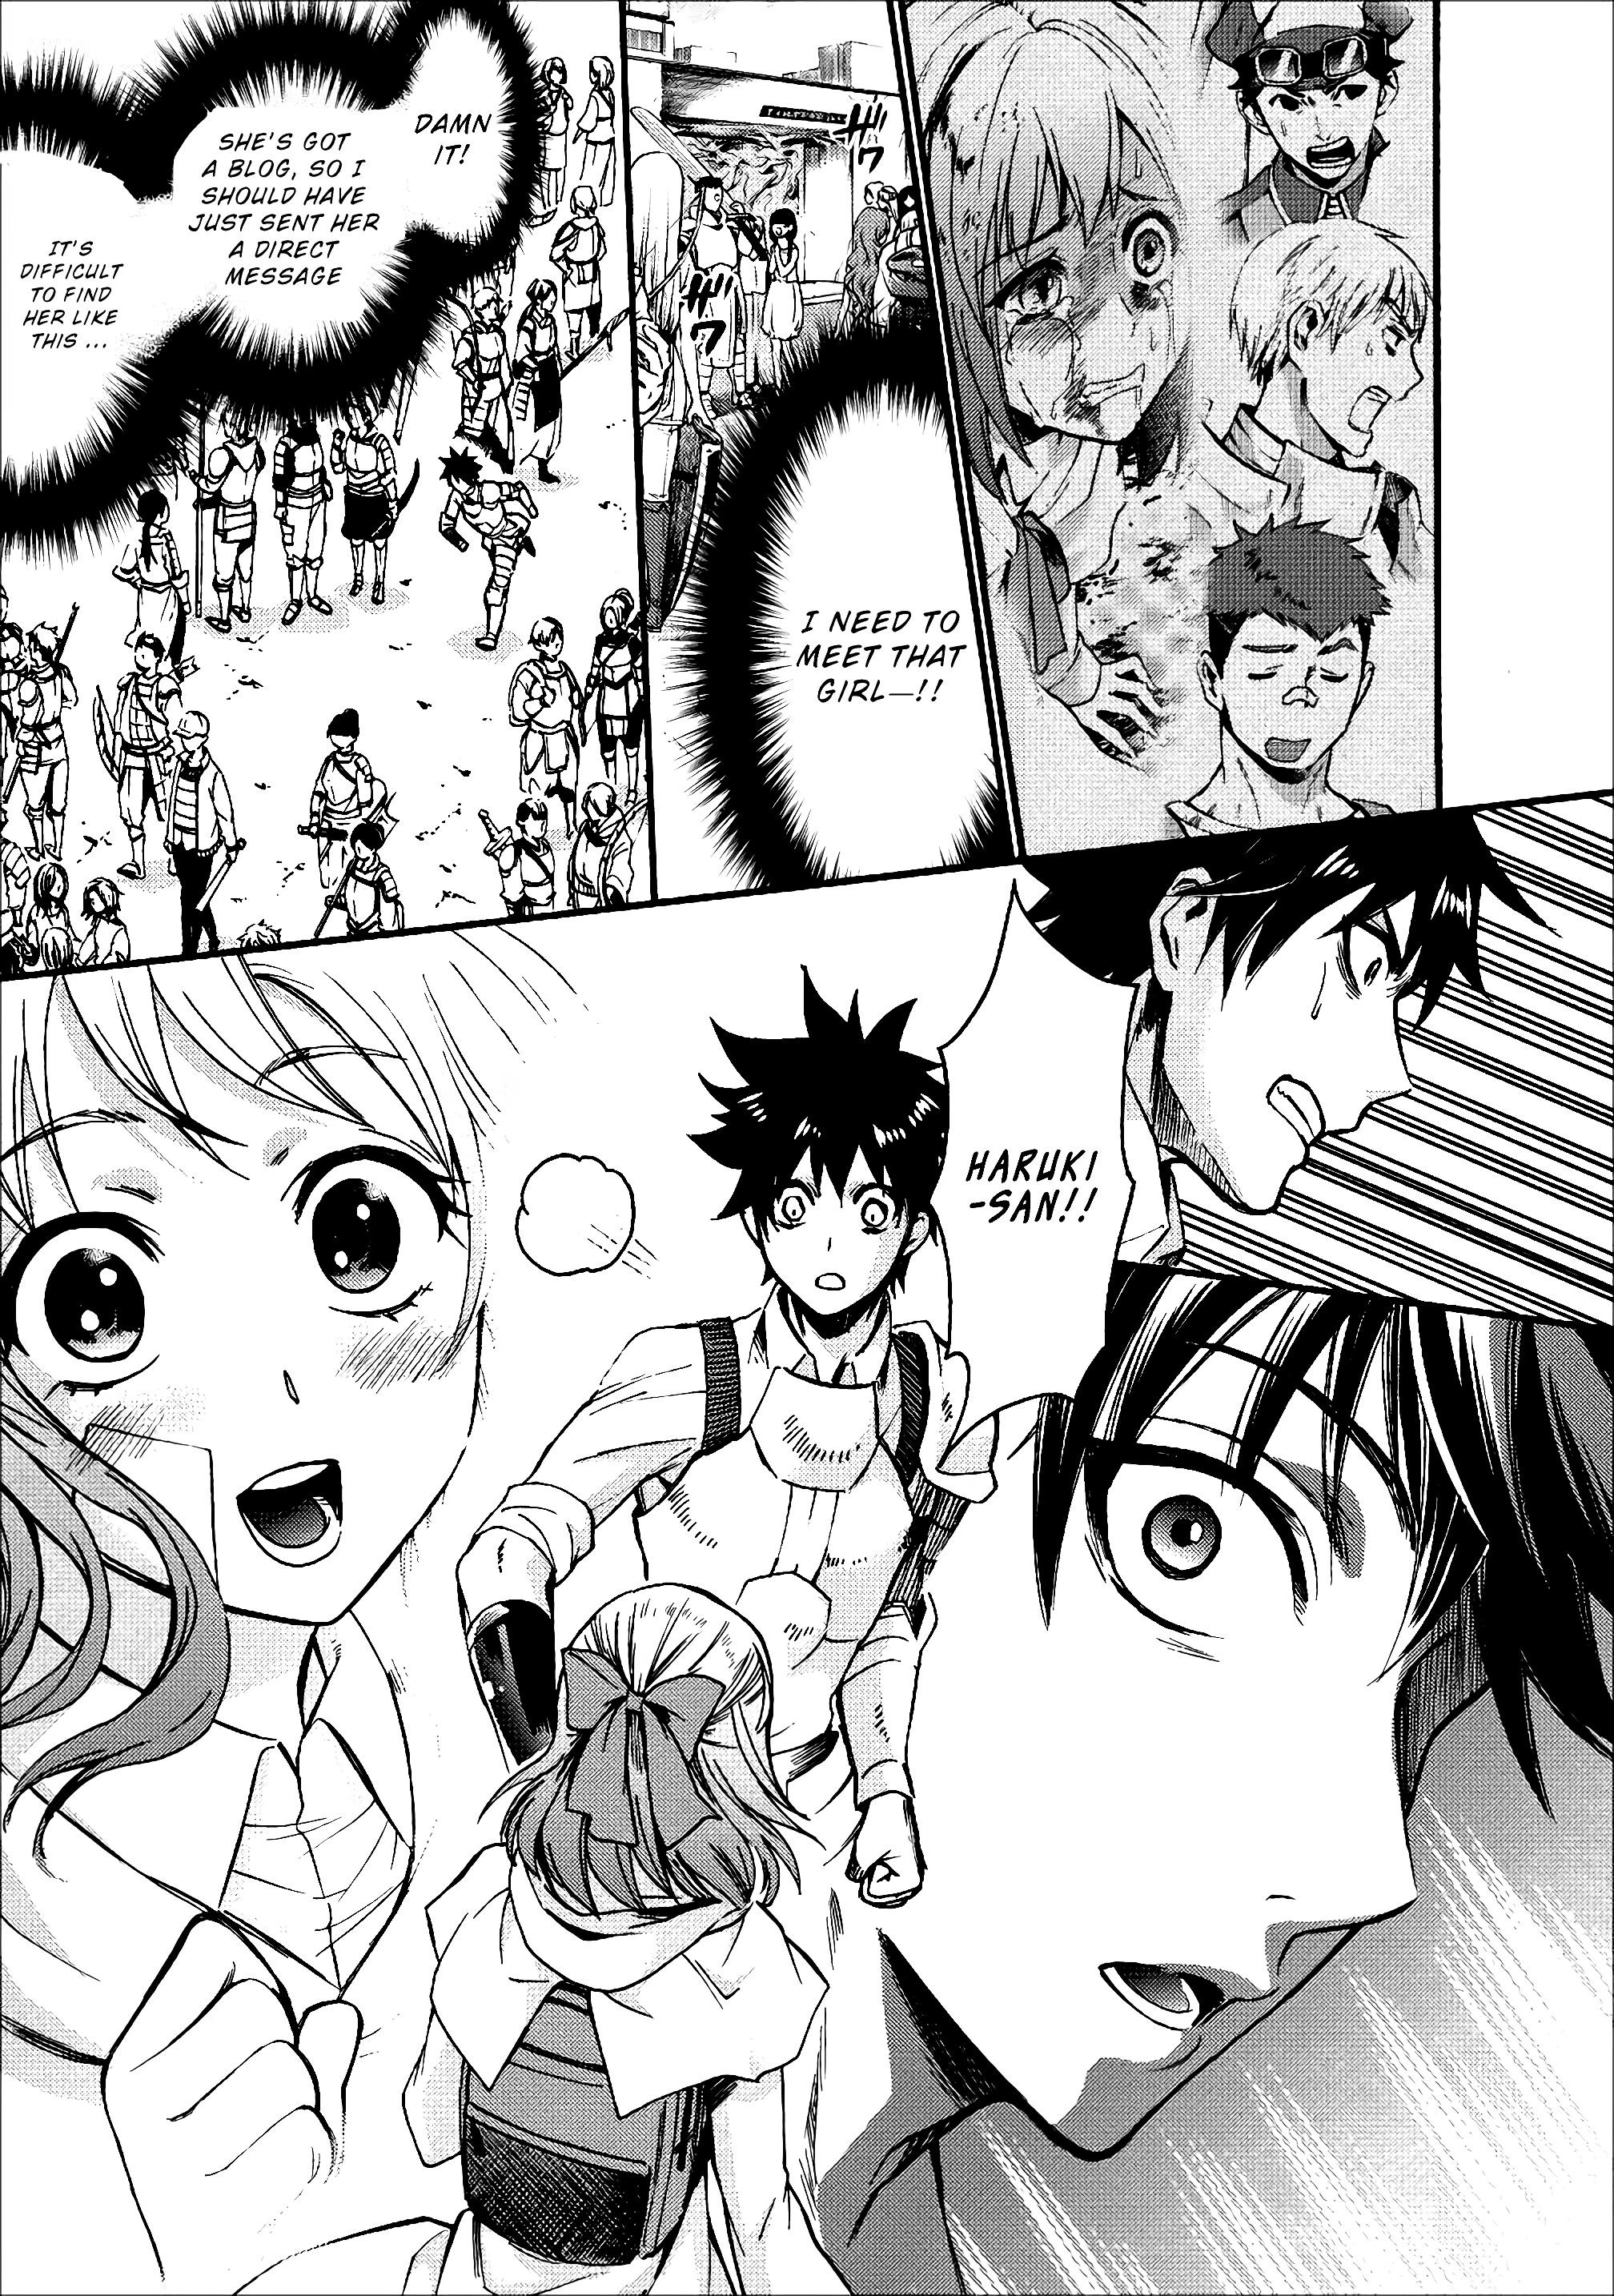 I NEED TO
MEET THAT
GIRL—!!
ザワ
ザワ
DAMN
IT!
SHE'S GOT
A BLOG, SO I
SHOULD HAVE
JUST SENT HER
A DIRECT
MESSAGE
IT'S
DIFFICULT
TO FIND
HER LIKE
THIS ...
HARUKI
-SAN!!